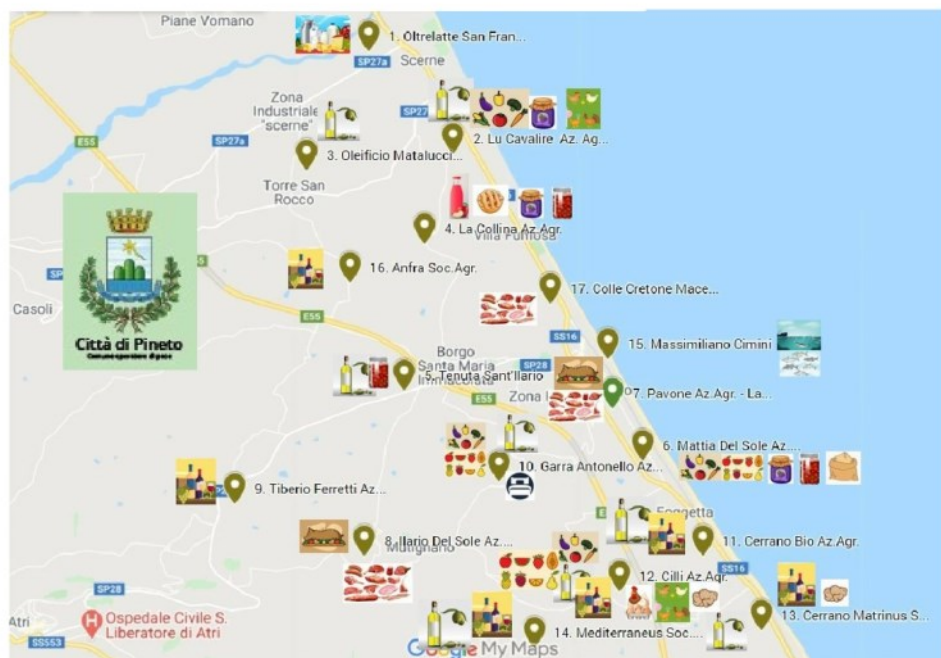 Piane Vomano
1. Oltrelatte San Fran...
SP27a
Scerne
Zona
Industriale
"scerne"
SP27
2. Lu Cavalire Az. Ag...
E55
SP27a
3. Oleificio Matalucci...
Torre San
Rocco
4. La Collina Az.Agr.
Villa Fumosa
16. Anfra Soc.Agr.
Casoli
17. Colle Cretone Mace...
E55
SS16
Città di Pineto
15. Massimiliano Cimini
Borgo
Santa Maria
Immacolata
SP28
5. Tenuta Sant'Ilario
E55
Zona I
7. Pavone Az.Agr. - La...
6. Mattia Del Sole Az....
10. Garra Antonello Az...
9. Tiberio Ferretti Az...
Foggetta
11. Cerrano Bio Az.Agr.
8. Ilario Del Sole Az....
Mutignano
SS16
12. Cilli Az.Agr.
SP28
13. Cerrano Matrinus S...
Atri
H
Ospedale Civile S.
Liberatore di Atri
14. Mediterraneus Soc....
SS553
Google My Maps